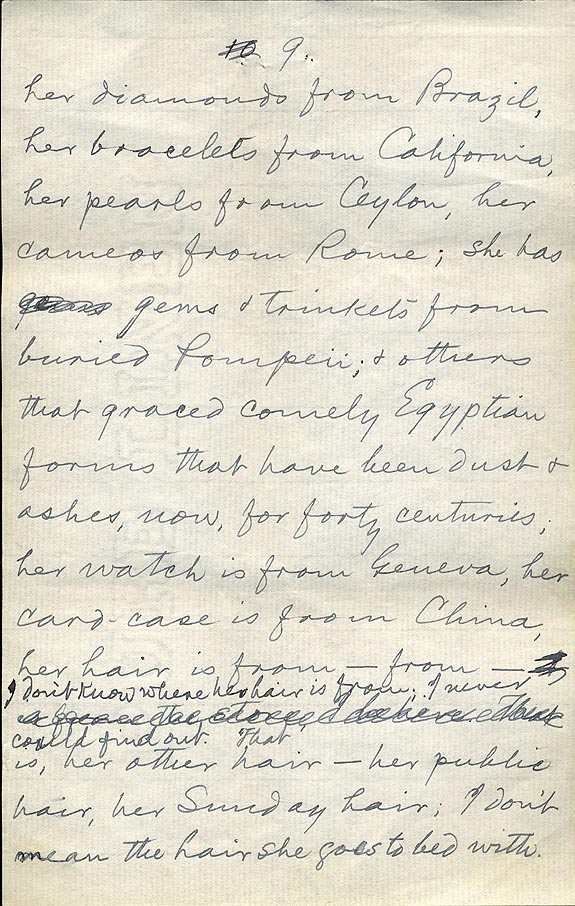 10. 9.
her diamonds from Brazil,
her bracelets from California,
her pearls from Ceylon, her
cameos from Rome; she has
gems & trinkets from
buried Pompeii; & others
that graced comely Egyptian
forms that have been dust &
ashes, now, for forty centuries;
her watch is from Geneva, her
card-case is from China,
her hair is from — from —
I don't know where her hair is from; I never
could find out. That
is, her other hair — her public
hair, her Sunday hair; I don't
mean the hair she goes to bed with.